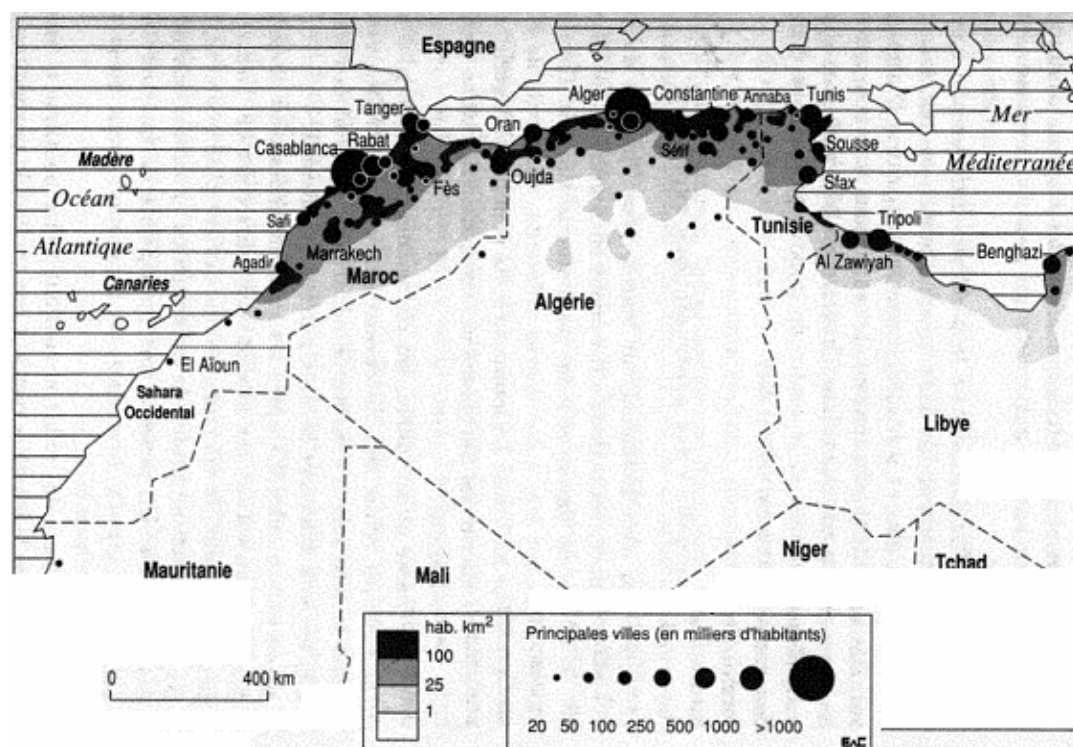 Espagne
Alger
Constantine
Annaba
Tunis
Tanger
Oran
Mer
Rabat
Casablanca
Sétif
Sousse
Madère
Méditerranée
Oujda
Fès
Sfax
Océan
Safi
Tripoli
Tunisie
Marrakech
Atlantique
Agadir
Maroc
Al Zawiyah
Benghazi
Canaries
Algérie
El Aïoun
Sahara
Occidental
Libye
Niger
Tchad
Mauritanie
Mali
hab. km²
100
25
1
Principales villes (en milliers d'habitants)
20 50 100 250 500 1000 >1000
0 400 km